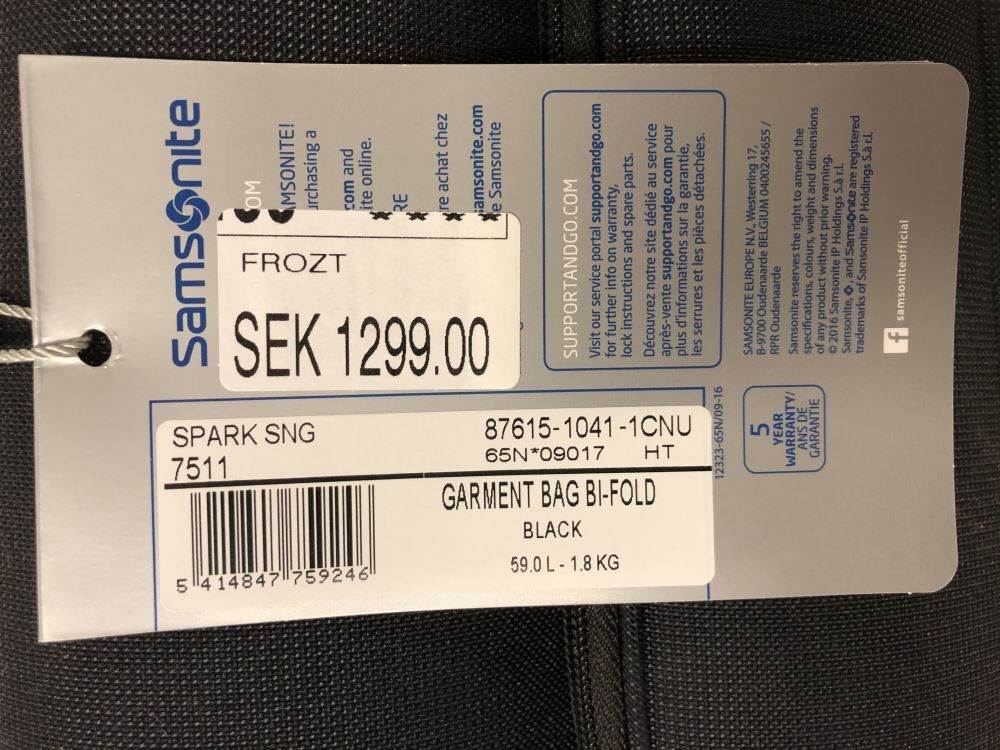 Samsonite
OM
AMSONITE!
urchasing a
com and
ite online.
RE
re achat chez
amsonite.com
e Samsonite
FROZT
SEK 1299.00
SUPPORTANDGO.COM
Visit our service portal supportandgo.com
for further info on warranty,
lock instructions and spare parts.
Découvrez notre site dédié au service
après-vente supportandgo.com pour
plus d'informations sur la garantie,
les serrures et les pièces détachées.
SAMSONITE EUROPE N.V., Westerring 17,
B-9700 Oudenaarde BELGIUM 0400245655 /
RPR Oudenaarde
Samsonite reserves the right to amend the
specifications, colours, weight and dimensions
of any product without prior warning.
© 2016 Samsonite IP Holdings S.à r.l.
Samsonite, and Samsonite are registered
trademarks of Samsonite IP Holdings S.à r.l.
f samsoniteofficial
SPARK SNG 87615-1041-1CNU
7511 65N*09017 HT
GARMENT BAG BI-FOLD
BLACK
59.0 L - 1.8 KG
5 414847 759246
12323-65N/09-16
5
YEAR
WARRANTY/
ANS DE
GARANTIE